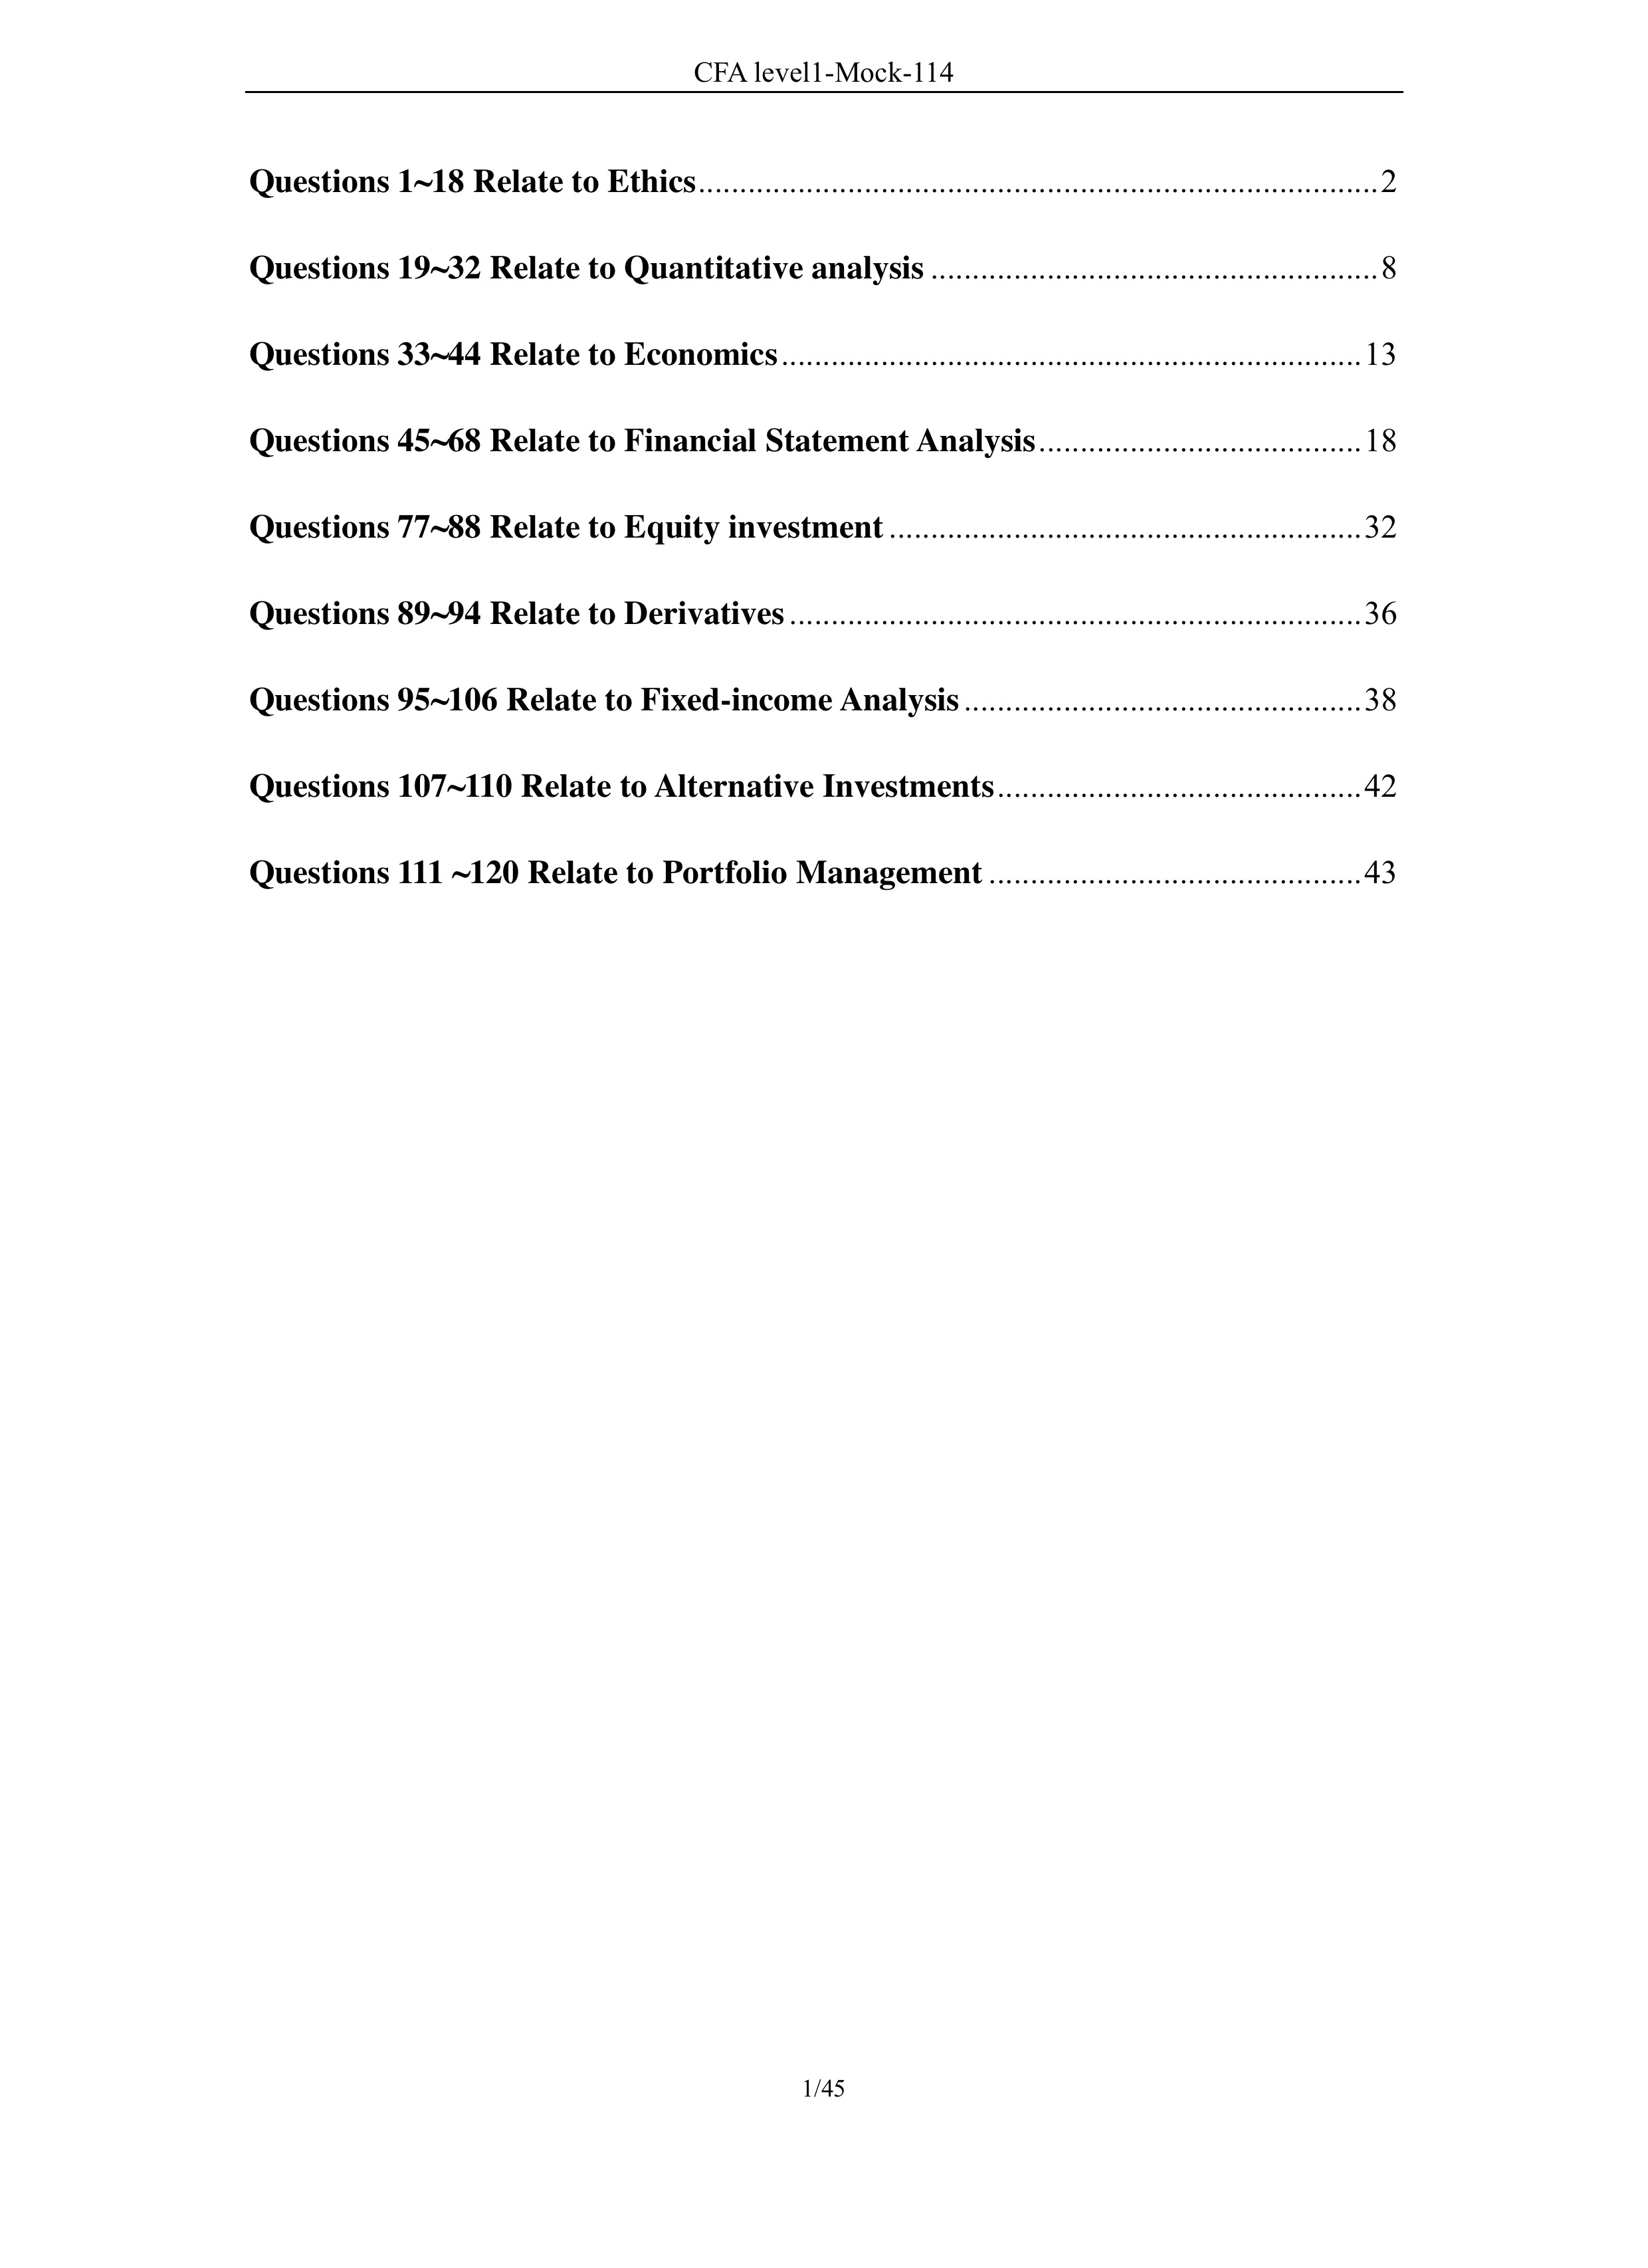 CFA level1-Mock-114
Questions 1~18 Relate to Ethics........................................................................................2
Questions 19~32 Relate to Quantitative analysis ......................................................8
Questions 33~44 Relate to Economics......................................................................13
Questions 45~68 Relate to Financial Statement Analysis.......................................18
Questions 77~88 Relate to Equity investment .........................................................32
Questions 89~94 Relate to Derivatives .....................................................................36
Questions 95~106 Relate to Fixed-income Analysis ................................................38
Questions 107~110 Relate to Alternative Investments............................................42
Questions 111 ~120 Relate to Portfolio Management .............................................43
1/45